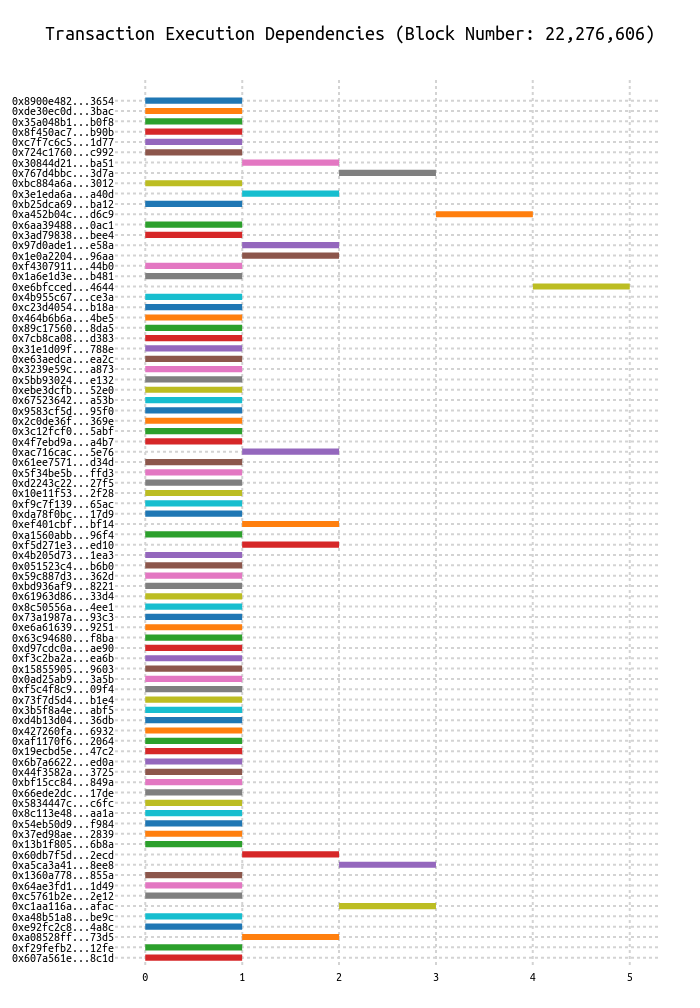 Transaction Execution Dependencies (Block Number: 22,276,606)
0x8900e482...3654
0xde30ec0d...3bac
0x35a048b1...b0f8
0x8f450ac7...b90b
0xc7f7c6c5...1d77
0x724c1760...c992
0x30844d21...ba51
0x767d4bbc...3d7a
0xbc884a6a...3012
0x3e1eda6a...a40d
0xb25dca69...ba12
0xa452b04c...d6c9
0x6aa39488...0ac1
0x3ad79838...bee4
0x97d0ade1...e58a
0x1e0a2204...96aa
0xf4307911...44b0
0x1a6e1d3e...b481
0xe6bfcced...4644
0x4b955c67...ce3a
0xc23d4054...b18a
0x464b6b6a...4be5
0x89c17560...8da5
0x7cb8ca08...d383
0x31e1d09f...788e
0xe63aedca...ea2c
0x3239e59c...a873
0x5bb93024...e132
0xebe3dcfb...52e0
0x67523642...a53b
0x9583cf5d...95f0
0x2c0de36f...369e
0x3c12fcf0...5abf
0x4f7ebd9a...a4b7
0xac716cac...5e76
0x61ee7571...d34d
0x5f34be5b...ffd3
0xd2243c22...27f5
0x10e11f53...2f28
0xf9c7f139...65ac
0xda78f0bc...17d9
0xef401cbf...bf14
0xa1560abb...96f4
0xf5d271e3...ed10
0x4b205d73...1ea3
0x051523c4...b6b0
0x59c887d3...362d
0xbd936af9...8221
0x61963d86...33d4
0x8c50556a...4ee1
0x73a1987a...93c3
0xe6a61639...9251
0x63c94680...f8ba
0xd97cdc0a...ae90
0xf3c2ba2a...ea6b
0x15855905...9603
0x0ad25ab9...3a5b
0xf5c4f8c9...09f4
0x73f7d5d4...b1e4
0x3b5f8a4e...abf5
0xd4b13d04...36db
0x427260fa...6932
0xaf1170f6...2064
0x19ecbd5e...47c2
0x6b7a6622...ed0a
0x44f3582a...3725
0xbf15cc84...849a
0x66ede2dc...17de
0x5834447c...c6fc
0x8c113e48...aa1a
0x54eb50d9...f984
0x37ed98ae...2839
0x13b1f805...6b8a
0x60db7f5d...2ecd
0xa5ca3a41...8ee8
0x1360a778...855a
0x64ae3fd1...1d49
0xc5761b2e...2e12
0xc1aa116a...afac
0xa48b51a8...be9c
0xe92fc2c8...4a8c
0xa08528ff...73d5
0xf29fefb2...12fe
0x607a561e...8c1d
0 1 2 3 4 5